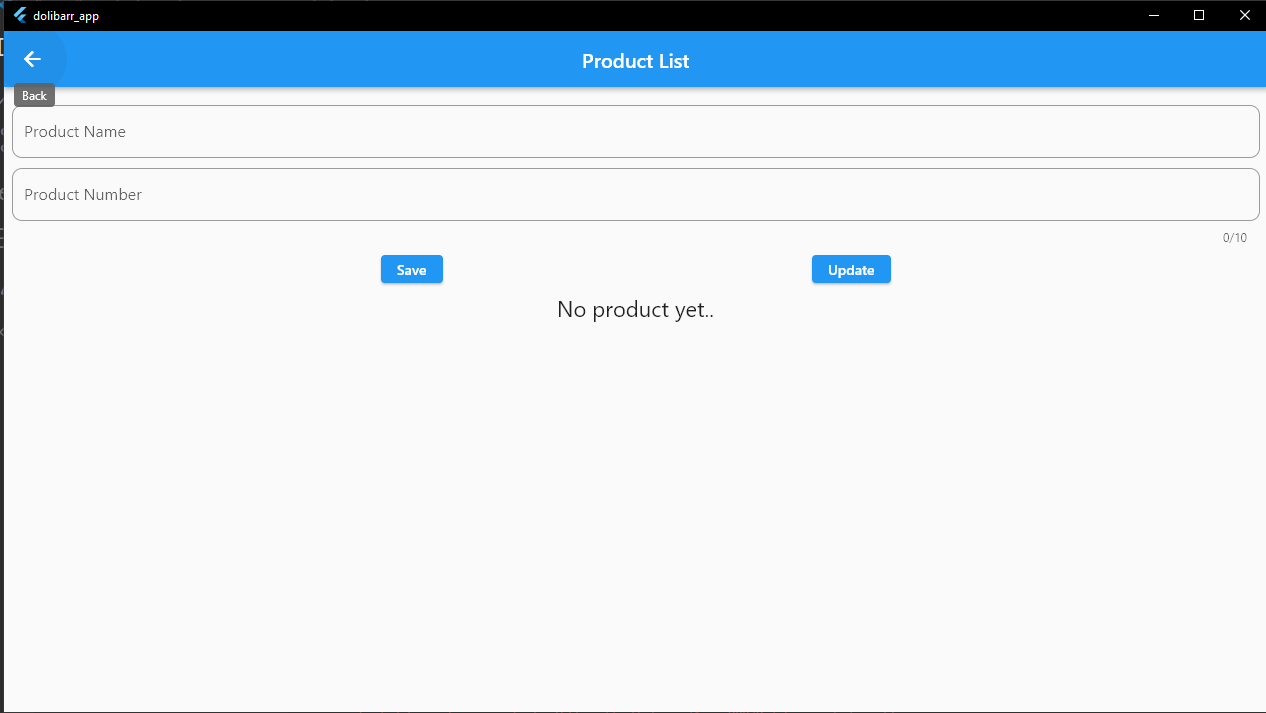 dolibarr_app
Product List
Back
Product Name
Product Number
0/10
Save Update
No product yet..